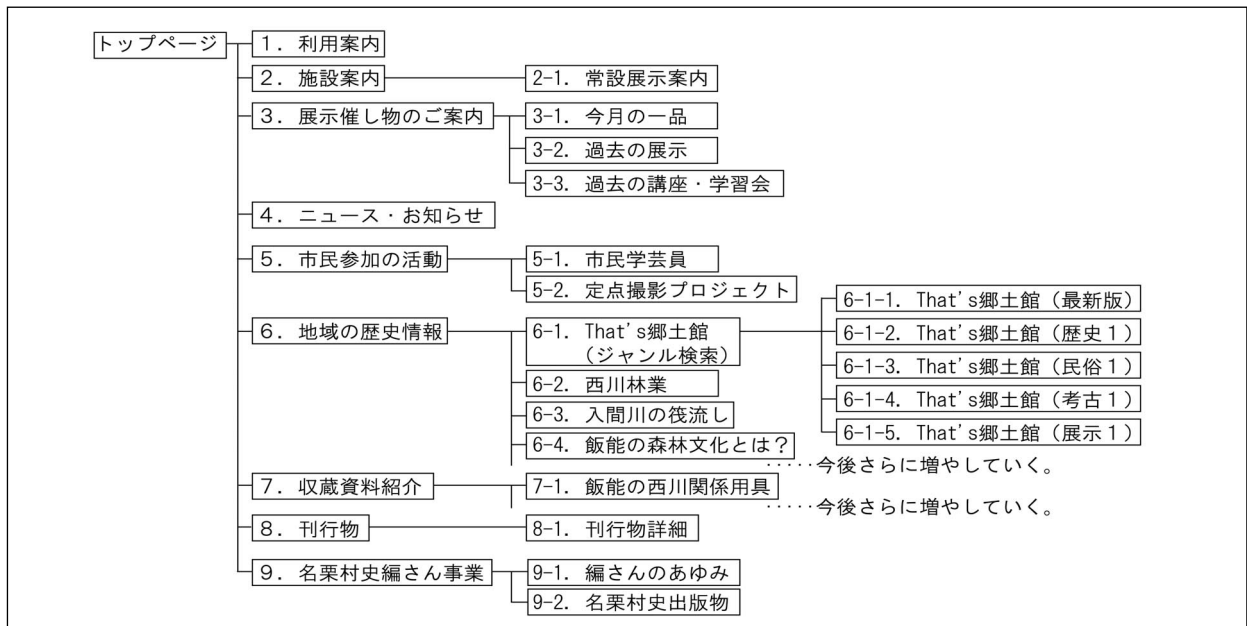 トップページ
1．利用案内
2．施設案内
2-1．常設展示案内
3．展示催し物のご案内
3-1．今月の一品
3-2．過去の展示
3-3．過去の講座・学習会
4．ニュース・お知らせ
5．市民参加の活動
5-1．市民学芸員
5-2．定点撮影プロジェクト
6．地域の歴史情報
6-1．That's郷土館
（ジャンル検索）
6-1-1．That's郷土館（最新版）
6-1-2．That's郷土館（歴史１）
6-1-3．That's郷土館（民俗１）
6-1-4．That's郷土館（考古１）
6-1-5．That's郷土館（展示１）
6-2．西川林業
6-3．入間川の筏流し
6-4．飯能の森林文化とは？
‥‥‥今後さらに増やしていく。
7．収蔵資料紹介
7-1．飯能の西川関係用具
‥‥‥今後さらに増やしていく。
8．刊行物
8-1．刊行物詳細
9．名栗村史編さん事業
9-1．編さんのあゆみ
9-2．名栗村史出版物